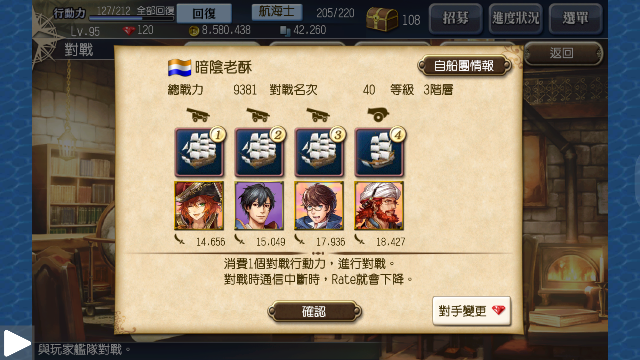 行動力 127/212 全部回復 回復 航海士 205/220 108 招募 進度狀況 選單
Lv.95 120 8,580.438 42.260
對戰 返回
暗陰老酥 自船團情報
總戰力 9381 對戰名次 40 等級 3階層
1 2 3 4
14.656 15.049 17.936 18.427
消費1個對戰行動力，進行對戰。
對戰時通信中斷時，Rate就會下降。
確認 對手變更
與玩家艦隊對戰。